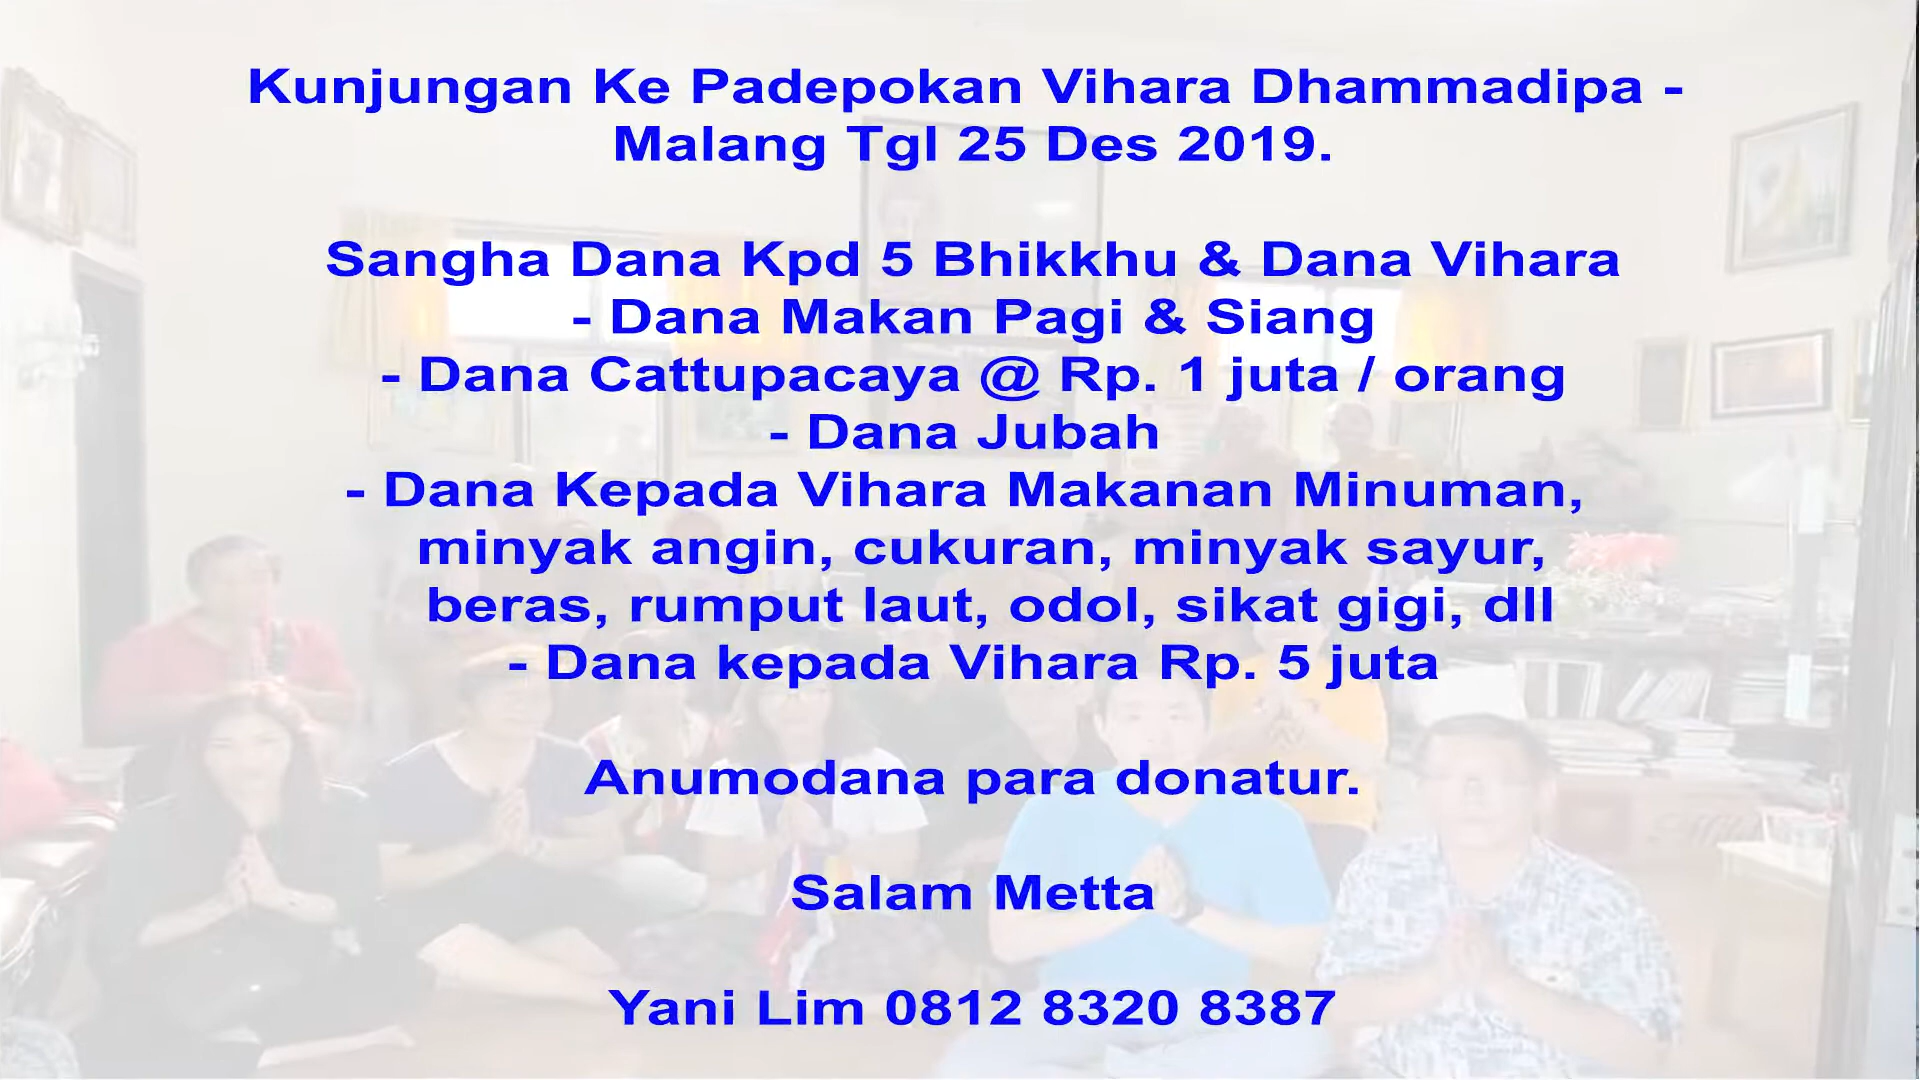 Kunjungan Ke Padepokan Vihara Dhammadipa -
Malang Tgl 25 Des 2019.
Sangha Dana Kpd 5 Bhikkhu & Dana Vihara
- Dana Makan Pagi & Siang
- Dana Cattupacaya @ Rp. 1 juta / orang
- Dana Jubah
- Dana Kepada Vihara Makanan Minuman,
minyak angin, cukuran, minyak sayur,
beras, rumput laut, odol, sikat gigi, dll
- Dana kepada Vihara Rp. 5 juta
Anumodana para donatur.
Salam Metta
Yani Lim 0812 8320 8387